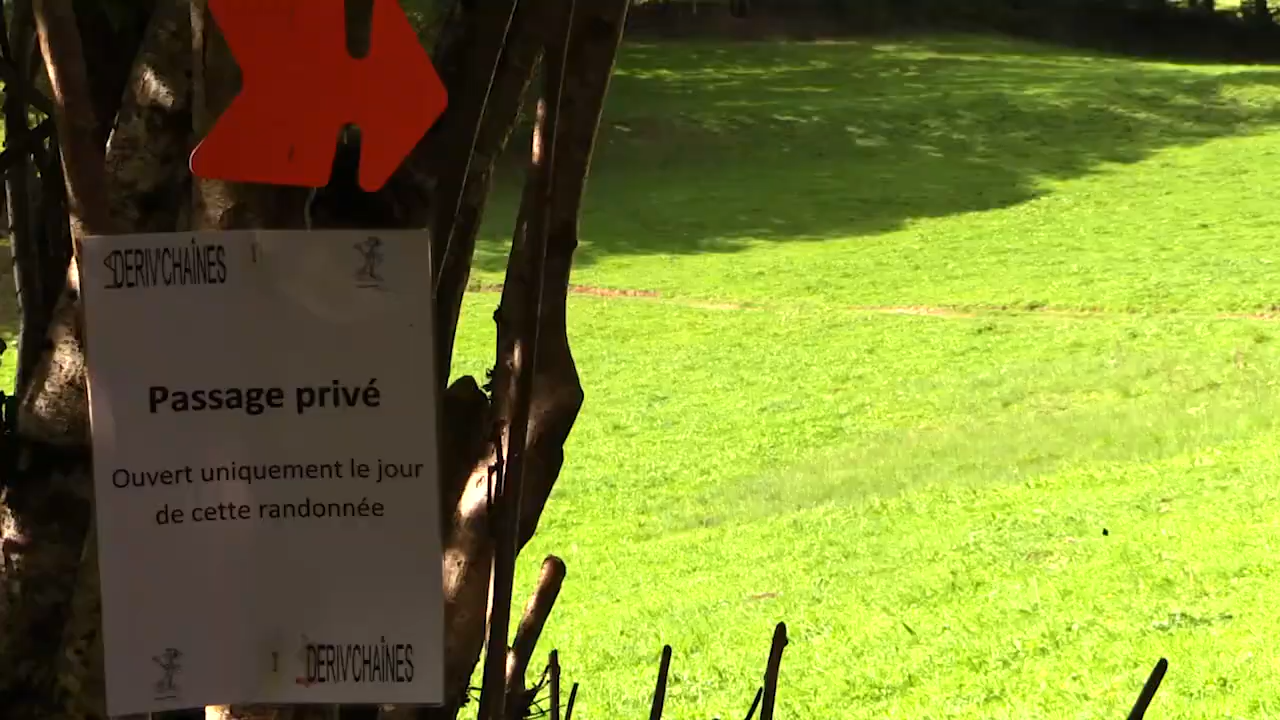 DERIV'CHAÎNES
Passage privé
Ouvert uniquement le jour
de cette randonnée
DERIV'CHAÎNES